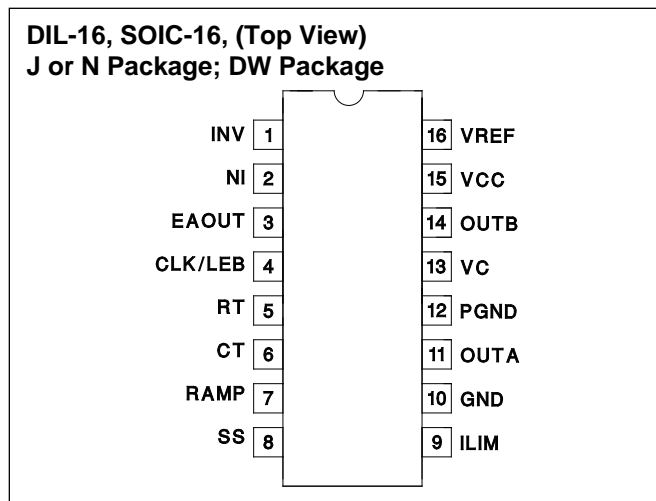 DIL-16, SOIC-16, (Top View)
J or N Package; DW Package
INV 1 16 VREF
NI 2 15 VCC
EAOUT 3 14 OUTB
CLK/LEB 4 13 VC
RT 5 12 PGND
CT 6 11 OUTA
RAMP 7 10 GND
SS 8 9 ILIM